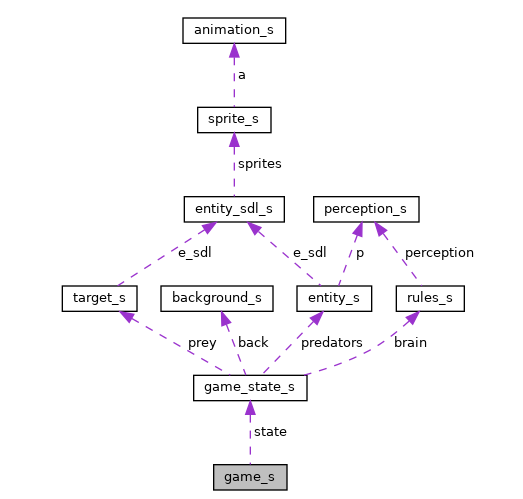 animation_s
a
sprite_s
sprites
entity_sdl_s
perception_s
e_sdl
e_sdl
p
perception
target_s
background_s
entity_s
rules_s
prey
back
predators
brain
game_state_s
state
game_s